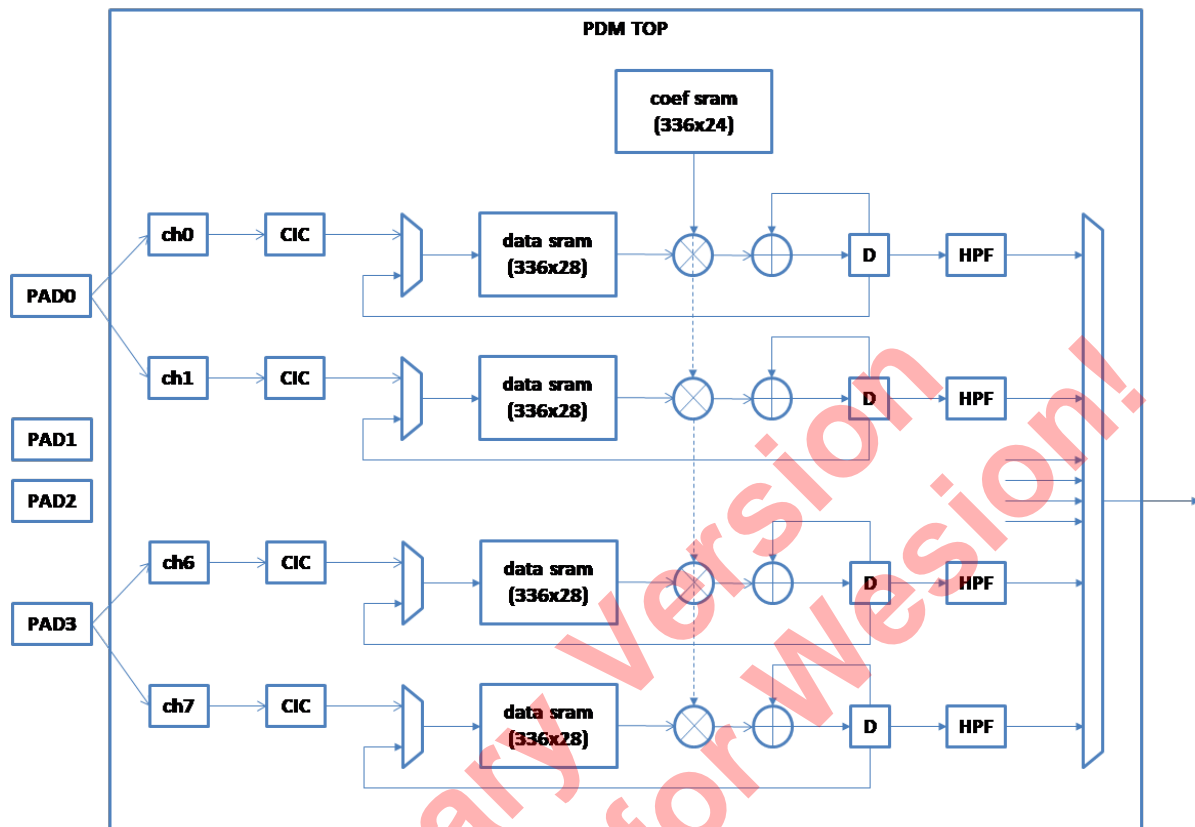 PDM TOP
coef sram
(336x24)
ch0
CIC
data sram
(336x28)
D
HPF
PAD0
ch1
CIC
data sram
(336x28)
D
HPF
PAD1
PAD2
ch6
CIC
data sram
(336x28)
D
HPF
PAD3
ch7
CIC
data sram
(336x28)
D
HPF
ary Version
for Wesion!